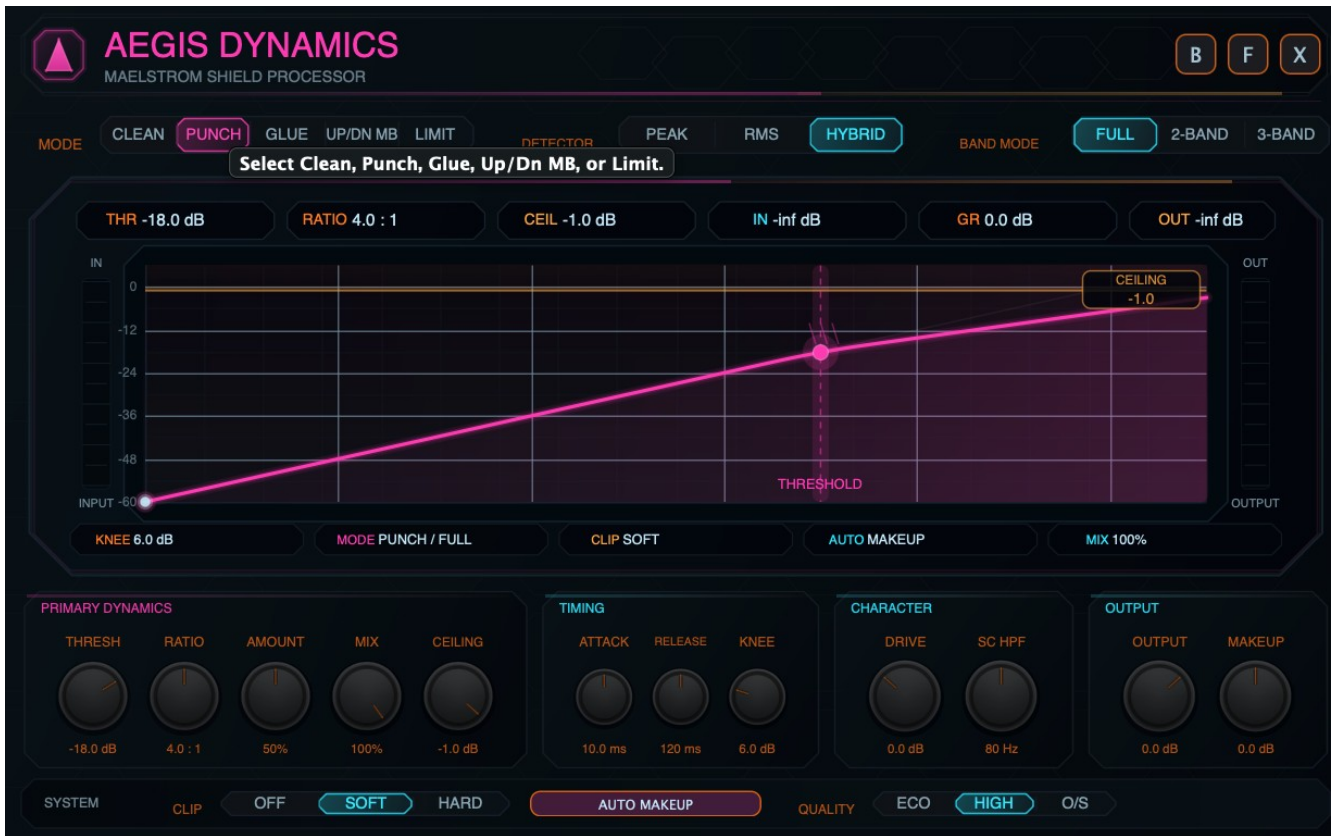 AEGIS DYNAMICS
MAELSTROM SHIELD PROCESSOR
B F X
MODE CLEAN PUNCH GLUE UP/DN MB LIMIT DETECTOR PEAK RMS HYBRID BAND MODE FULL 2-BAND 3-BAND
Select Clean, Punch, Glue, Up/Dn MB, or Limit.
THR -18.0 dB RATIO 4.0 : 1 CEIL -1.0 dB IN -inf dB GR 0.0 dB OUT -inf dB
IN OUT
CEILING
-1.0
0
-12
-24
-36
-48
-60
THRESHOLD
INPUT OUTPUT
KNEE 6.0 dB MODE PUNCH / FULL CLIP SOFT AUTO MAKEUP MIX 100%
PRIMARY DYNAMICS
THRESH RATIO AMOUNT MIX CEILING
-18.0 dB 4.0 : 1 50% 100% -1.0 dB
TIMING
ATTACK RELEASE KNEE
10.0 ms 120 ms 6.0 dB
CHARACTER
DRIVE SC HPF
0.0 dB 80 Hz
OUTPUT
OUTPUT MAKEUP
0.0 dB 0.0 dB
SYSTEM CLIP OFF SOFT HARD AUTO MAKEUP QUALITY ECO HIGH O/S